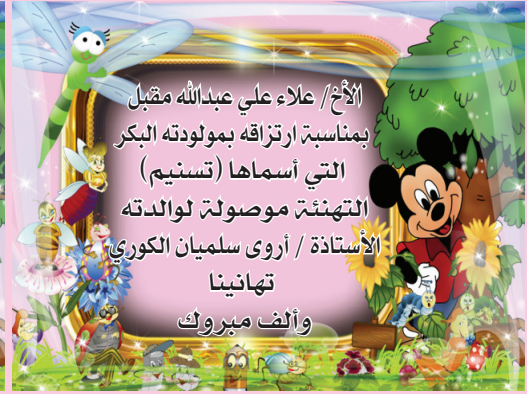 الأخ/ علاء علي عبدالله مقبل
بمناسبة ارتزاقه بمولودته البكر
التي أسماها (تسنيم)
التهنئة موصولة لوالدته
الأستاذة / أروى سلميان الكوري
تهانينا
وألف مبروك